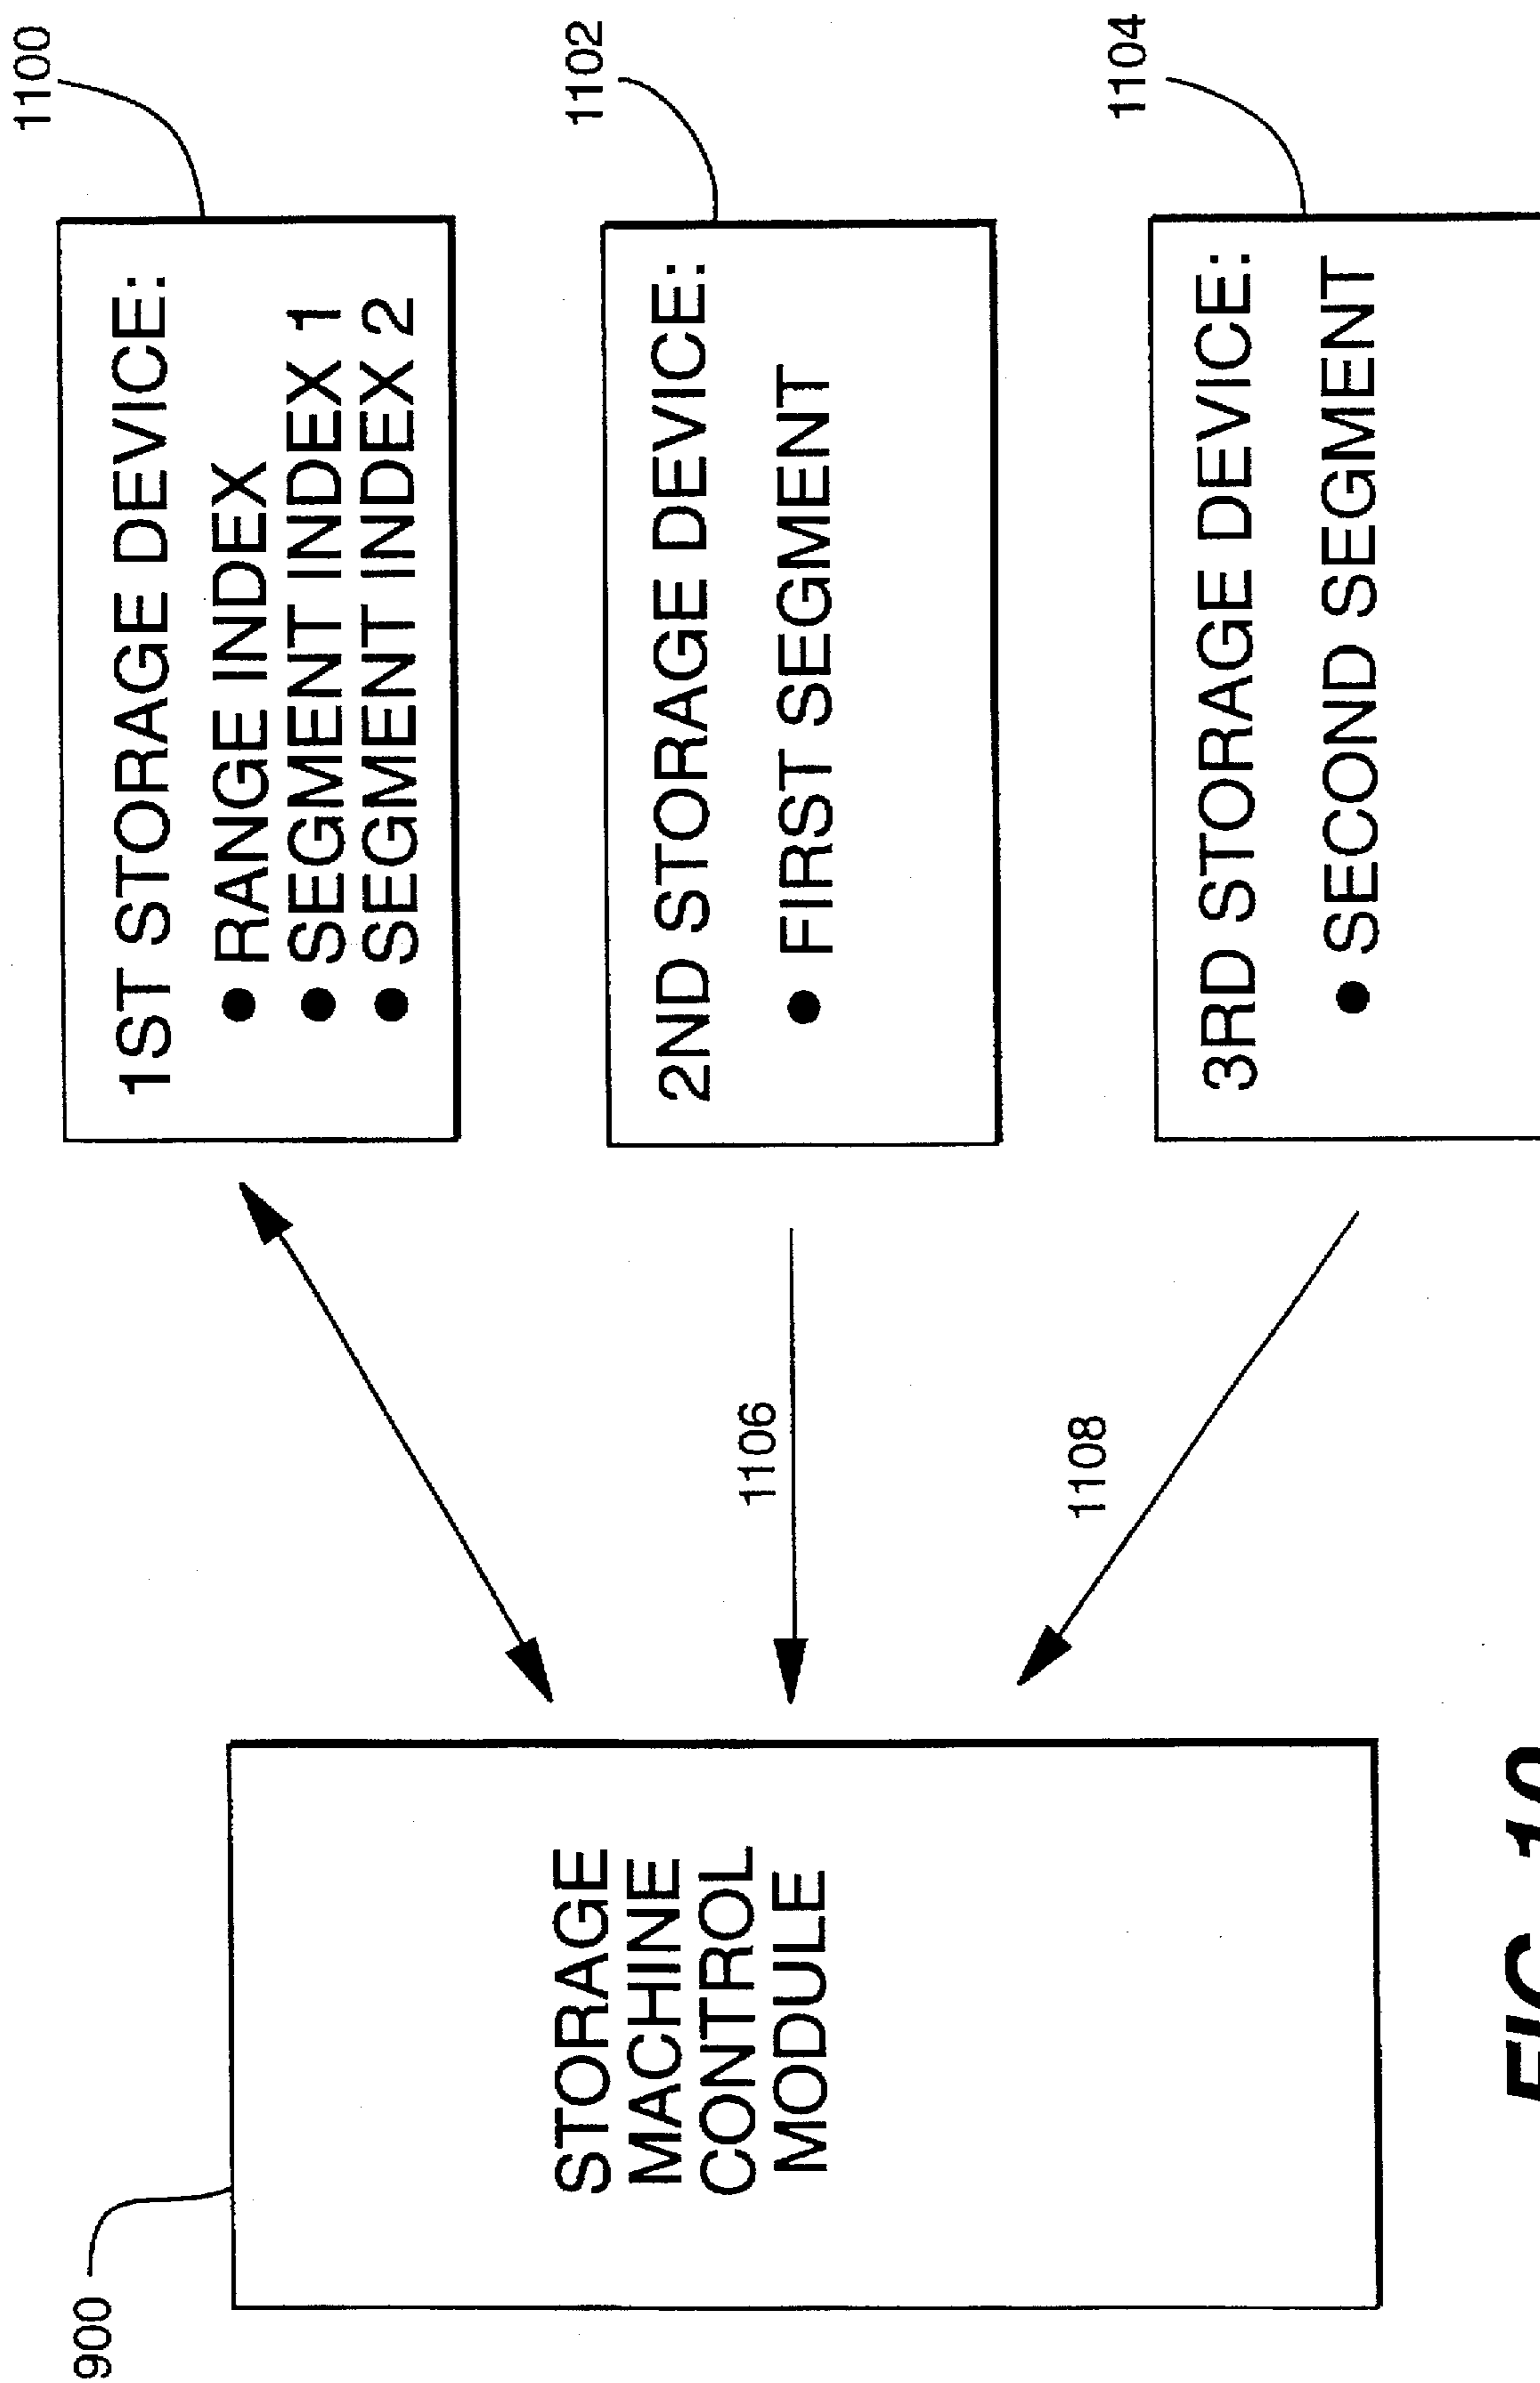 900
STORAGE
MACHINE
CONTROL
MODULE
1106
1108
1100
1ST STORAGE DEVICE:
● RANGE INDEX
● SEGMENT INDEX 1
● SEGMENT INDEX 2
1102
2ND STORAGE DEVICE:
● FIRST SEGMENT
1104
3RD STORAGE DEVICE:
● SECOND SEGMENT
FIG.